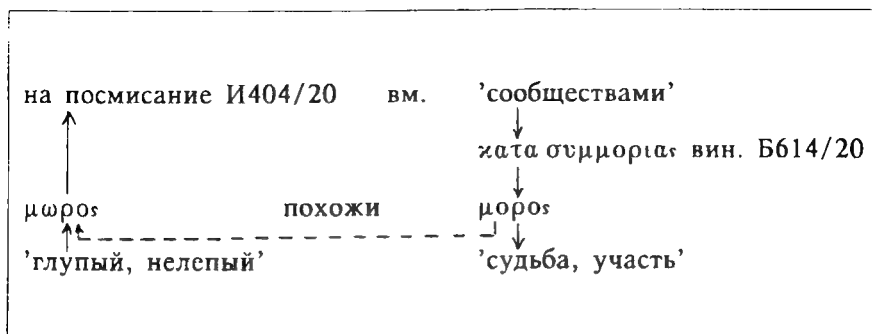 на посмисание И404/20 вм. 'сообществами'
κατα συμμοριας вин. Б614/20
μωρος похожи μορος
'глупый, нелепый' 'судьба, участь'